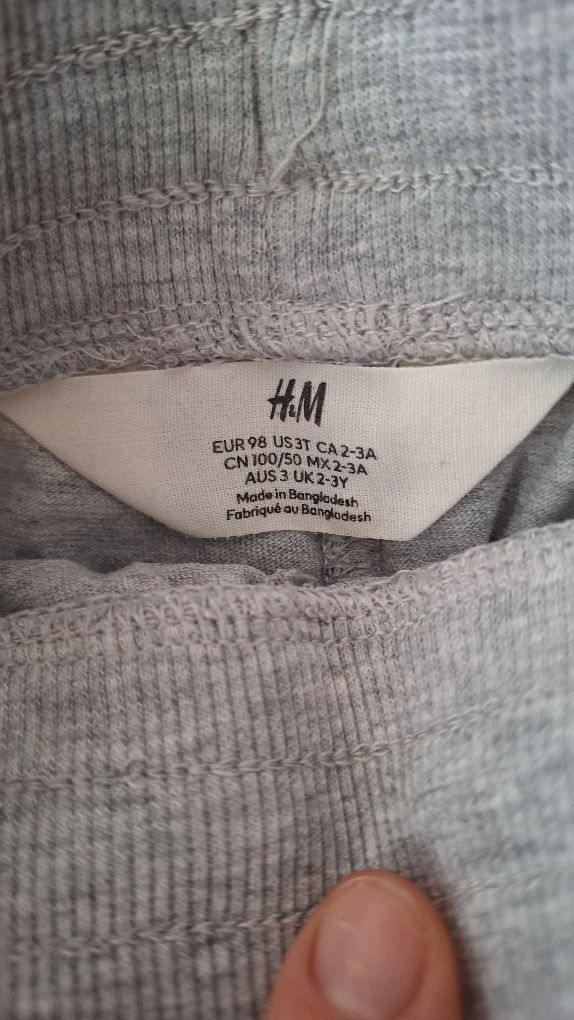 H&M
EUR 98 US 3T CA 2-3A
CN 100/50 MX 2-3A
AUS 3 UK 2-3Y
Made in Bangladesh
Fabriqué au Bangladesh